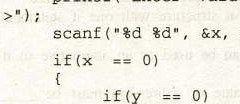 >");
scanf("%d %d", &x,
if(x == 0)
{
if(y == 0)